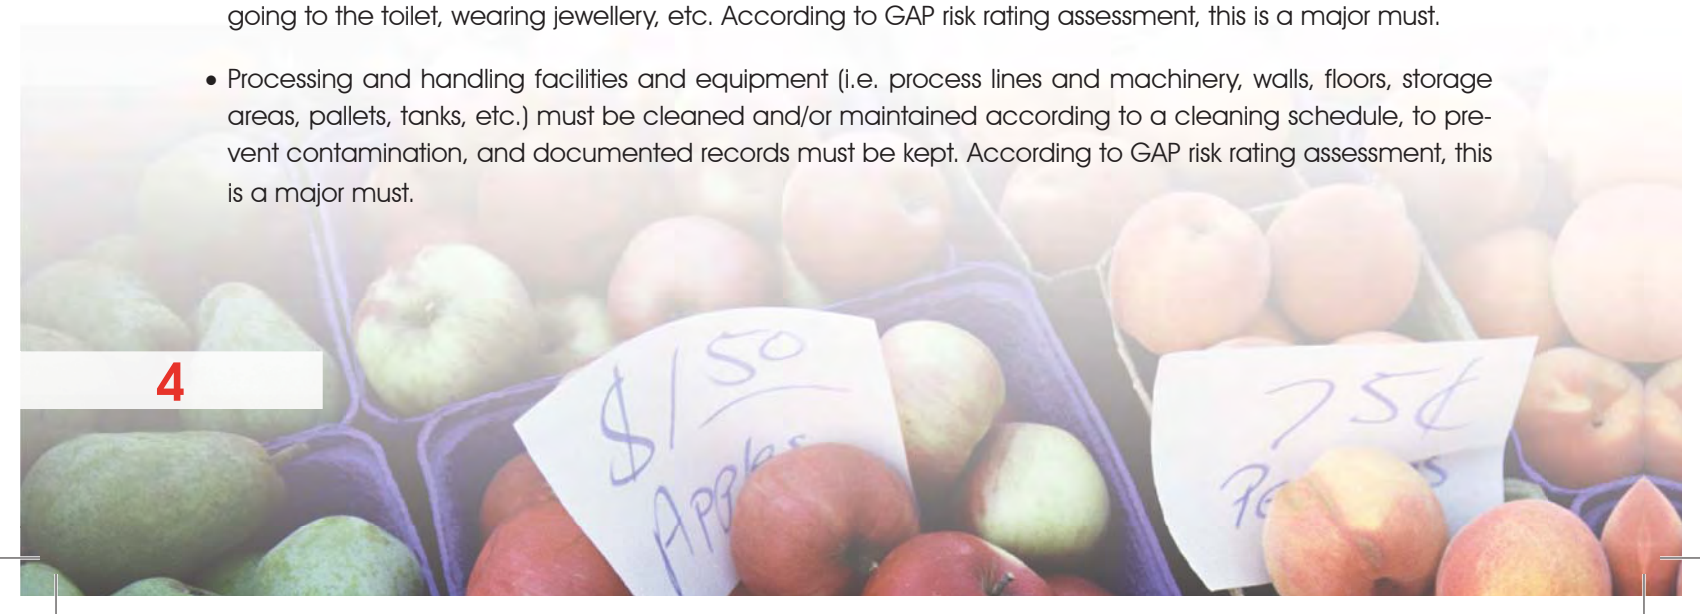 going to the toilet, wearing jewellery, etc. According to GAP risk rating assessment, this is a major must.
• Processing and handling facilities and equipment (i.e. process lines and machinery, walls, floors, storage
areas, pallets, tanks, etc.) must be cleaned and/or maintained according to a cleaning schedule, to pre-
vent contamination, and documented records must be kept. According to GAP risk rating assessment, this
is a major must.
4
$1 50
Apples
75¢